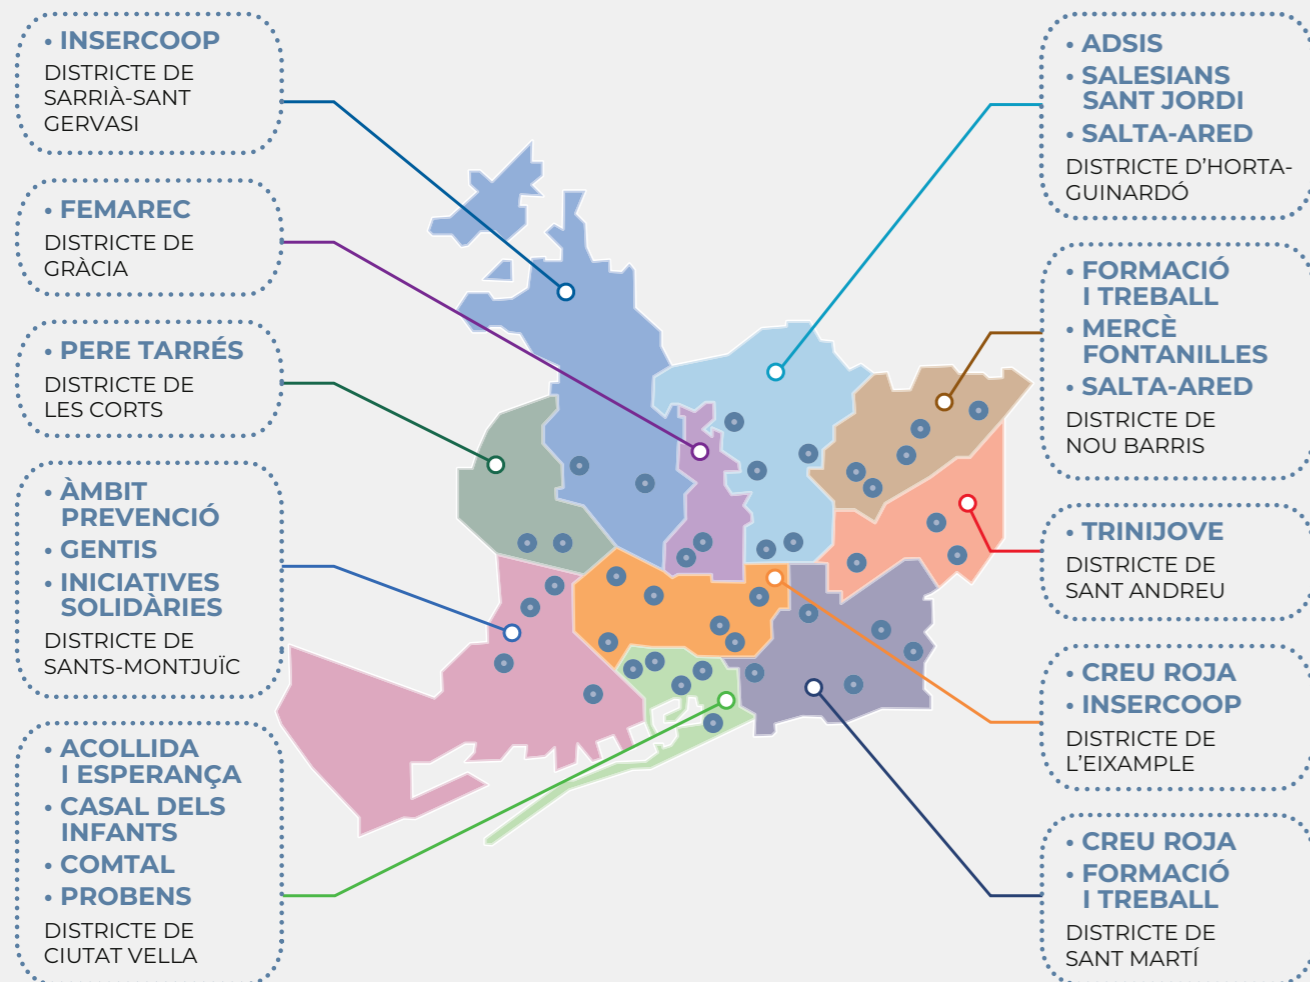 • INSERCOOP
DISTRICTE DE
SARRIÀ-SANT
GERVASI
• FEMAREC
DISTRICTE DE
GRÀCIA
• PERE TARRÉS
DISTRICTE DE
LES CORTS
• ÀMBIT
PREVENCIÓ
• GENTIS
• INICIATIVES
SOLIDÀRIES
DISTRICTE DE
SANTS-MONTJUÏC
• ACOLLIDA
I ESPERANÇA
• CASAL DELS
INFANTS
• COMTAL
• PROBENS
DISTRICTE DE
CIUTAT VELLA
• ADSIS
• SALESIANS
SANT JORDI
• SALTA-ARED
DISTRICTE D’HORTA-
GUINARDÓ
• FORMACIÓ
I TREBALL
• MERCÈ
FONTANILLES
• SALTA-ARED
DISTRICTE DE
NOU BARRIS
• TRINIJOVE
DISTRICTE DE
SANT ANDREU
• CREU ROJA
• INSERCOOP
DISTRICTE DE
L’EIXAMPLE
• CREU ROJA
• FORMACIÓ
I TREBALL
DISTRICTE DE
SANT MARTÍ